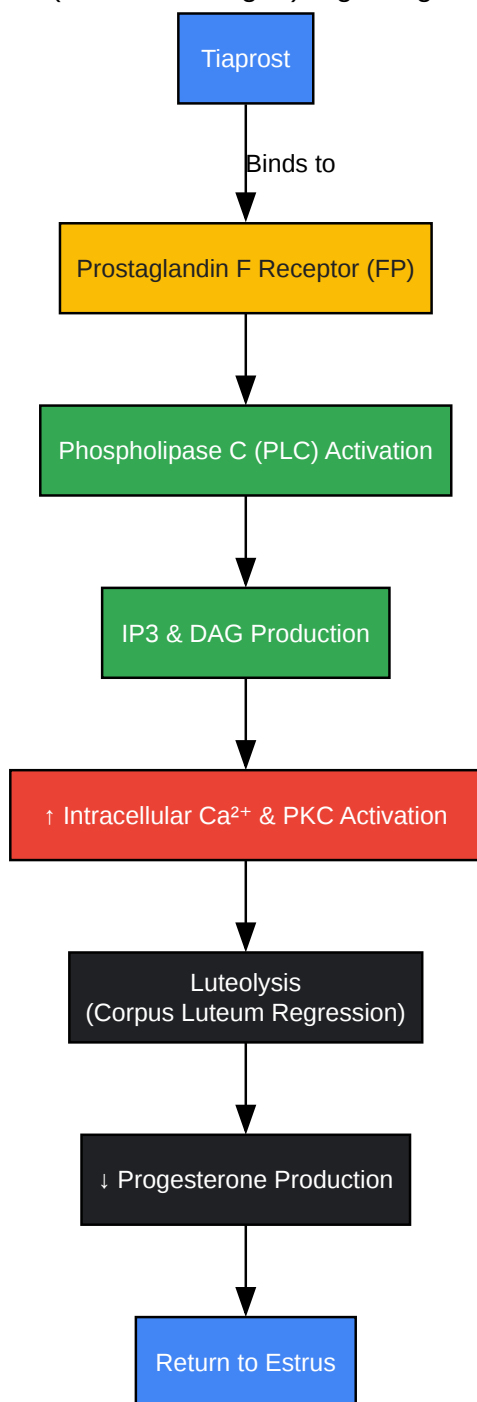 Tiaprost
Binds to
Prostaglandin F Receptor (FP)
Phospholipase C (PLC) Activation
IP3 & DAG Production
↑ Intracellular Ca²⁺ & PKC Activation
Luteolysis
(Corpus Luteum Regression)
↓ Progesterone Production
Return to Estrus